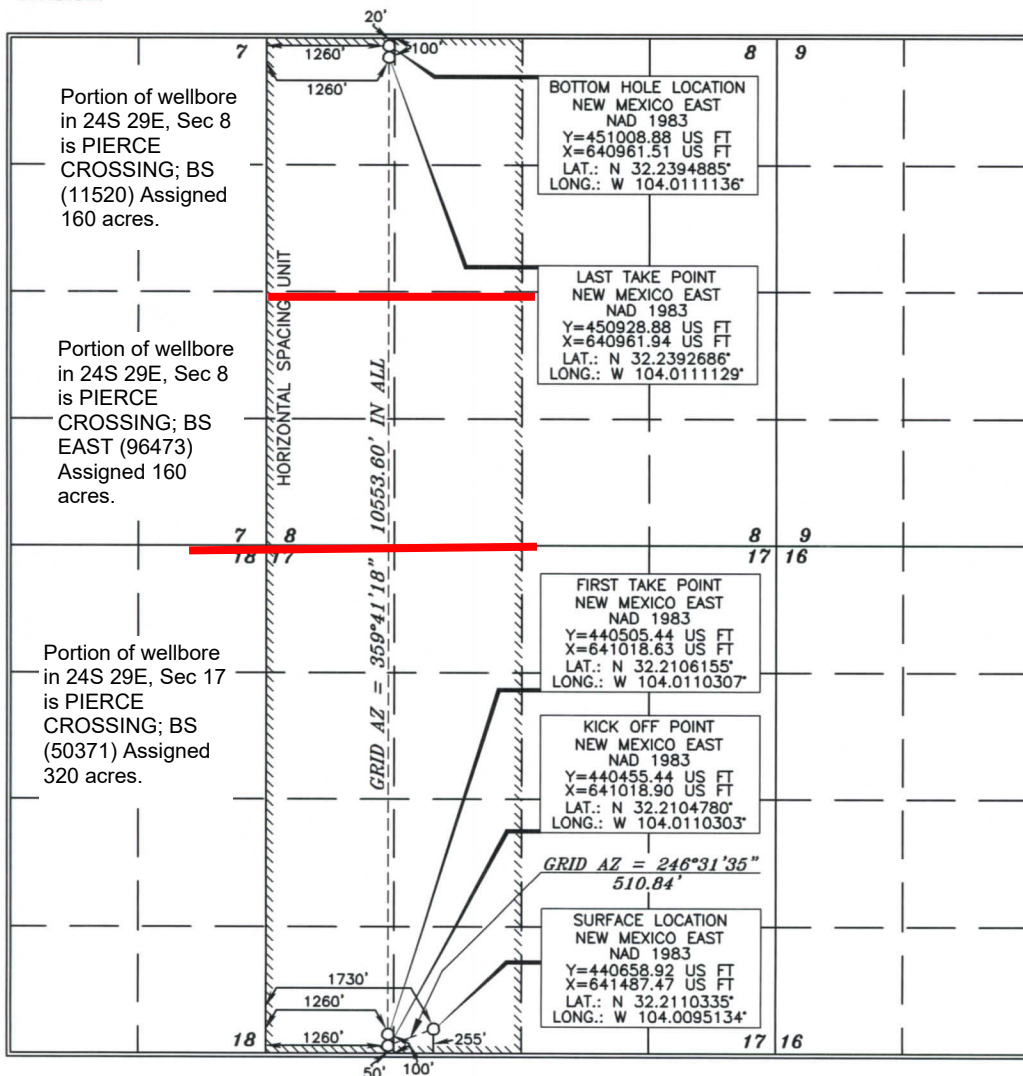 20'
1260'
100'
7
8
9
1260'
Portion of wellbore
in 24S 29E, Sec 8
is PIERCE
CROSSING; BS
(11520) Assigned
160 acres.
BOTTOM HOLE LOCATION
NEW MEXICO EAST
NAD 1983
Y=451008.88 US FT
X=640961.51 US FT
LAT.: N 32.2394885°
LONG.: W 104.0111136°
HORIZONTAL SPACING UNIT
LAST TAKE POINT
NEW MEXICO EAST
NAD 1983
Y=450928.88 US FT
X=640961.94 US FT
LAT.: N 32.2392686°
LONG.: W 104.0111129°
Portion of wellbore
in 24S 29E, Sec 8
is PIERCE
CROSSING; BS
EAST (96473)
Assigned 160
acres.
GRID AZ = 359°41'18" 10553.60' IN ALL
7
8
8
9
18
17
17
16
FIRST TAKE POINT
NEW MEXICO EAST
NAD 1983
Y=440505.44 US FT
X=641018.63 US FT
LAT.: N 32.2106155°
LONG.: W 104.0110307°
Portion of wellbore
in 24S 29E, Sec 17
is PIERCE
CROSSING; BS
(50371) Assigned
320 acres.
KICK OFF POINT
NEW MEXICO EAST
NAD 1983
Y=440455.44 US FT
X=641018.90 US FT
LAT.: N 32.2104780°
LONG.: W 104.0110303°
GRID AZ = 246°31'35"
510.84'
SURFACE LOCATION
NEW MEXICO EAST
NAD 1983
Y=440658.92 US FT
X=641487.47 US FT
LAT.: N 32.2110335°
LONG.: W 104.0095134°
1730'
1260'
1260'
255'
18
17
16
50'
100'